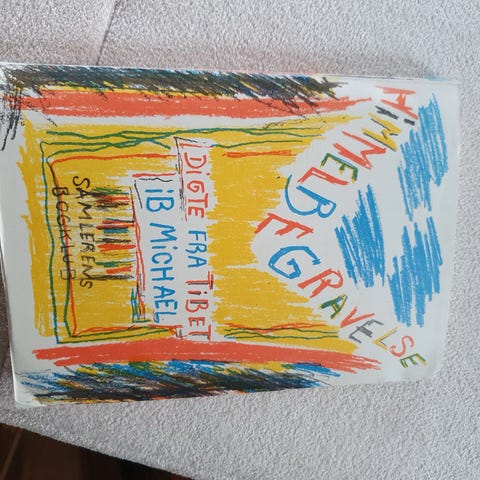 HiMMELBEGRAVELSE
DIGTE FRA TIBET
iB MiCHAEL
SAMLERENS
BOGKLUB